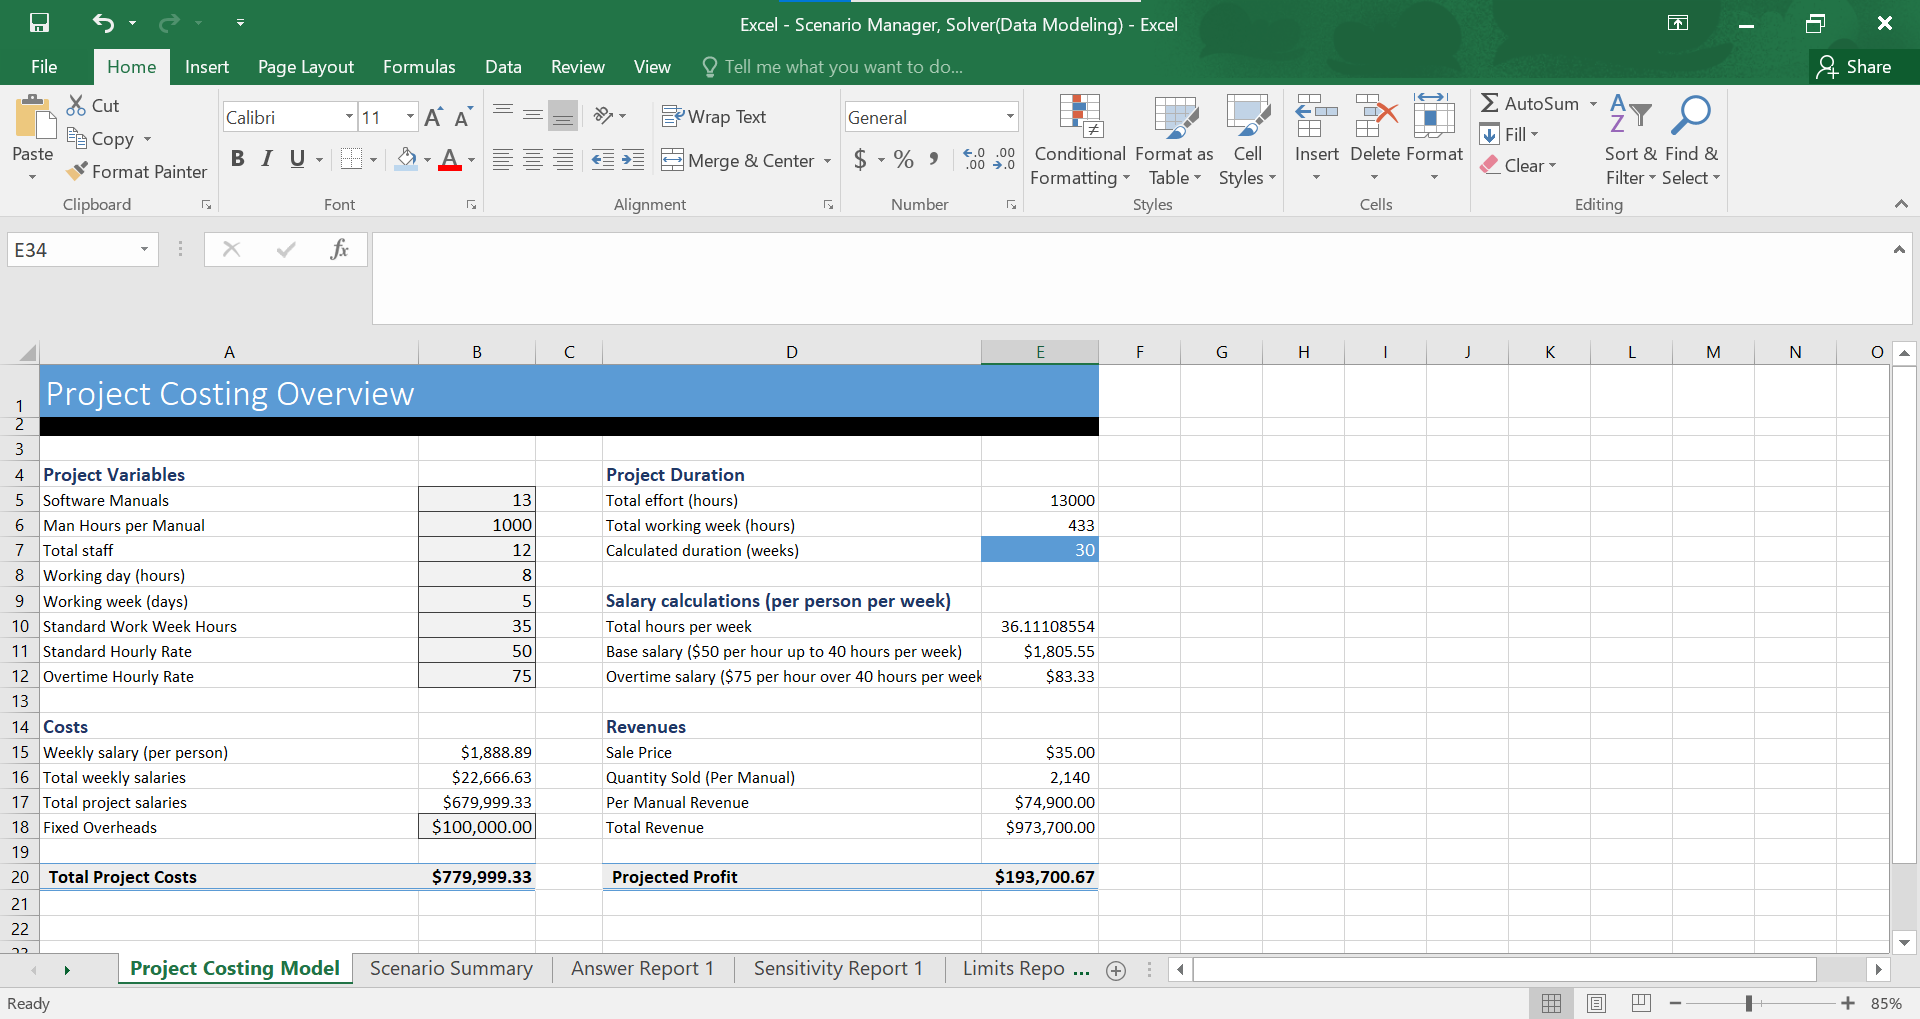 Excel - Scenario Manager, Solver(Data Modeling) - Excel
File Home Insert Page Layout Formulas Data Review View Tell me what you want to do... Share
Paste
Cut
Copy
Format Painter
Clipboard
Calibri 11
B I U
Font
Wrap Text
Merge & Center
Alignment
General
$ %
Number
Conditional Formatting
Format as Table
Cell Styles
Styles
Insert Delete Format
Cells
AutoSum
Fill
Clear
Sort & Filter
Find & Select
Editing
E34
fx
A B C D E F G H I J K L M N O
1 Project Costing Overview
2
3
4 Project Variables Project Duration
5 Software Manuals 13 Total effort (hours) 13000
6 Man Hours per Manual 1000 Total working week (hours) 433
7 Total staff 12 Calculated duration (weeks) 30
8 Working day (hours) 8
9 Working week (days) 5 Salary calculations (per person per week)
10 Standard Work Week Hours 35 Total hours per week 36.11108554
11 Standard Hourly Rate 50 Base salary ($50 per hour up to 40 hours per week) $1,805.55
12 Overtime Hourly Rate 75 Overtime salary ($75 per hour over 40 hours per week $83.33
13
14 Costs Revenues
15 Weekly salary (per person) $1,888.89 Sale Price $35.00
16 Total weekly salaries $22,666.63 Quantity Sold (Per Manual) 2,140
17 Total project salaries $679,999.33 Per Manual Revenue $74,900.00
18 Fixed Overheads $100,000.00 Total Revenue $973,700.00
19
20 Total Project Costs $779,999.33 Projected Profit $193,700.67
21
22
23
Project Costing Model Scenario Summary Answer Report 1 Sensitivity Report 1 Limits Repo ...
Ready 85%